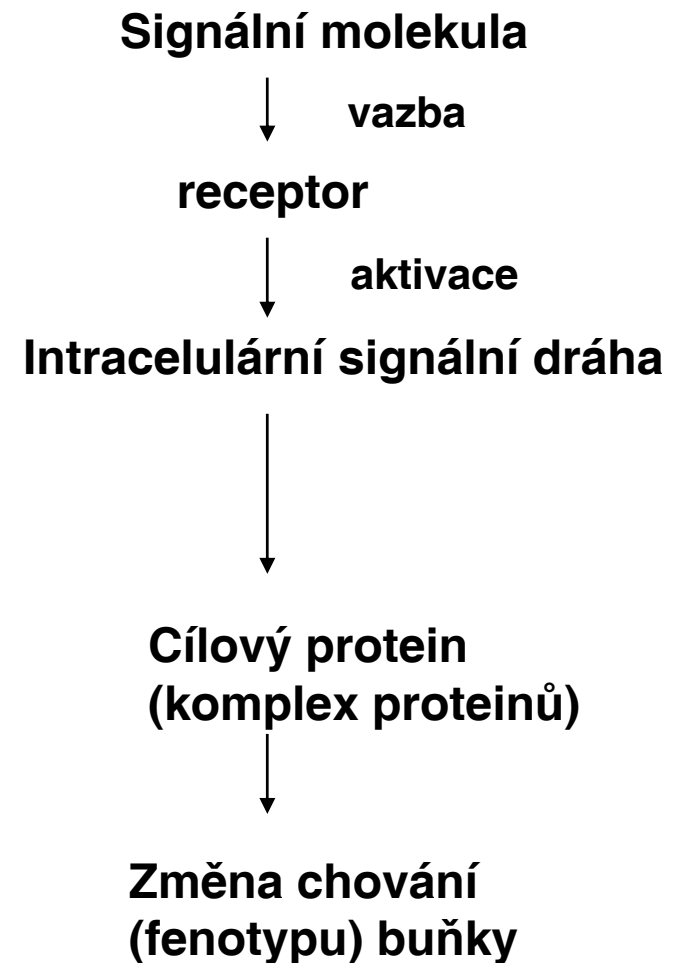 Signální molekula
vazba
receptor
aktivace
Intracelulární signální dráha
Cílový protein
(komplex proteinů)
Změna chování
(fenotypu) buňky